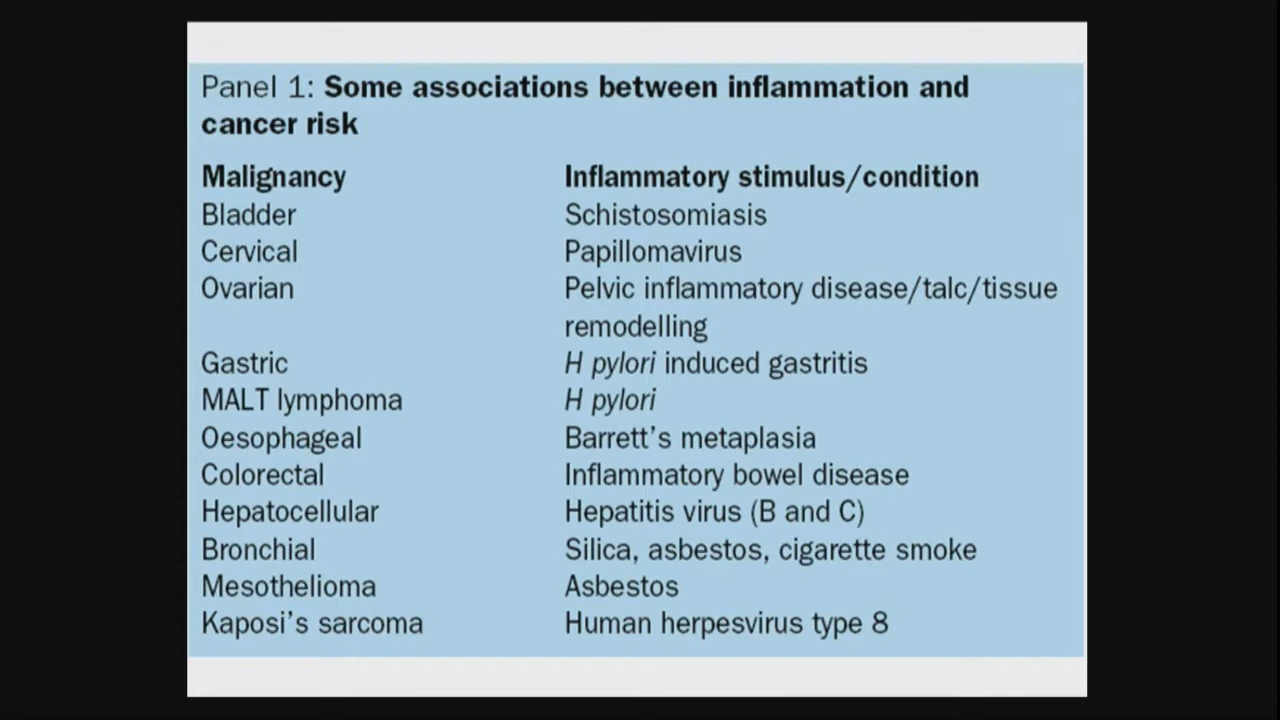 Panel 1: Some associations between inflammation and
cancer risk
Malignancy Inflammatory stimulus/condition
Bladder Schistosomiasis
Cervical Papillomavirus
Ovarian Pelvic inflammatory disease/talc/tissue
remodelling
Gastric H pylori induced gastritis
MALT lymphoma H pylori
Oesophageal Barrett's metaplasia
Colorectal Inflammatory bowel disease
Hepatocellular Hepatitis virus (B and C)
Bronchial Silica, asbestos, cigarette smoke
Mesothelioma Asbestos
Kaposi's sarcoma Human herpesvirus type 8